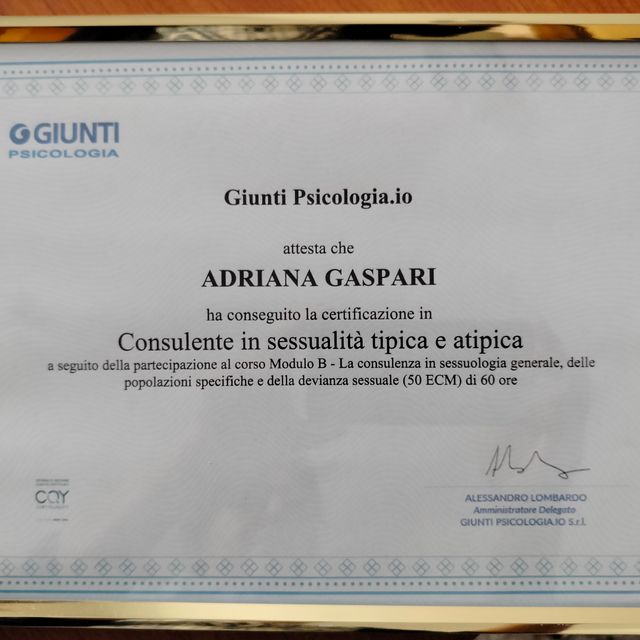 GIUNTI
PSICOLOGIA
Giunti Psicologia.io
attesta che
ADRIANA GASPARI
ha conseguito la certificazione in
Consulente in sessualità tipica e atipica
a seguito della partecipazione al corso Modulo B - La consulenza in sessuologia generale, delle
popolazioni specifiche e della devianza sessuale (50 ECM) di 60 ore
CQY
ALESSANDRO LOMBARDO
Amministratore Delegato
GIUNTI PSICOLOGIA.IO S.r.l.